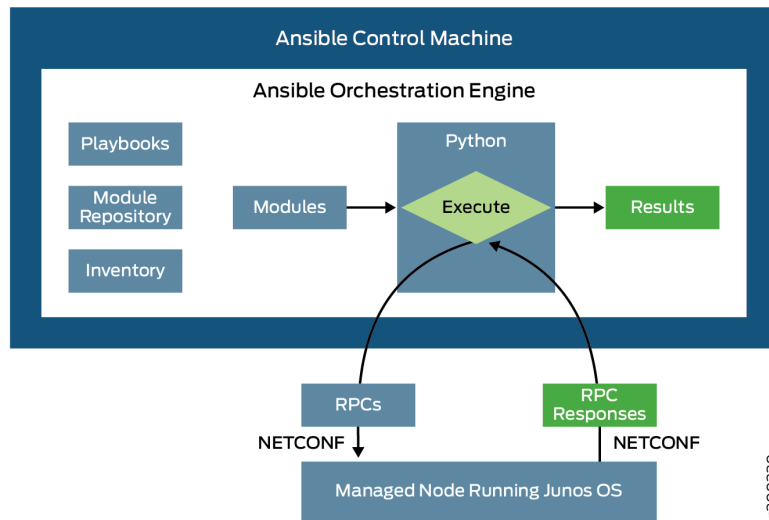 Ansible Control Machine
Ansible Orchestration Engine
Playbooks
Python
Module
Repository
Modules
Execute
Results
Inventory
RPCs
RPC
Responses
NETCONF
NETCONF
Managed Node Running Junos OS